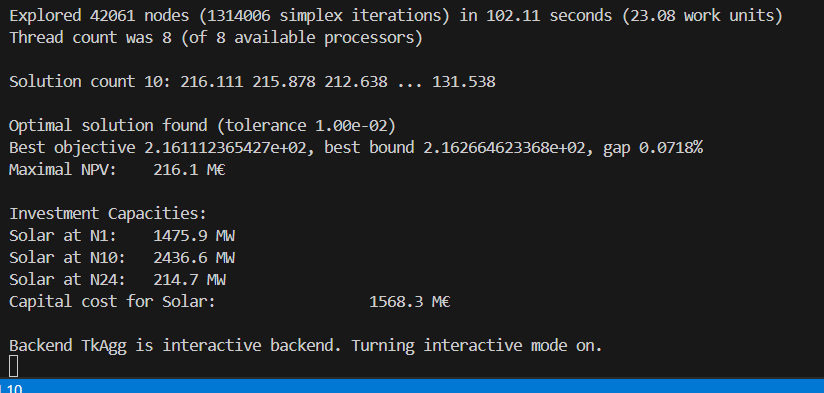 Explored 42061 nodes (1314006 simplex iterations) in 102.11 seconds (23.08 work units)
Thread count was 8 (of 8 available processors)
Solution count 10: 216.111 215.878 212.638 ... 131.538
Optimal solution found (tolerance 1.00e-02)
Best objective 2.161112365427e+02, best bound 2.162664623368e+02, gap 0.0718%
Maximal NPV: 216.1 M€
Investment Capacities:
Solar at N1: 1475.9 MW
Solar at N10: 2436.6 MW
Solar at N24: 214.7 MW
Capital cost for Solar: 1568.3 M€
Backend TkAgg is interactive backend. Turning interactive mode on.